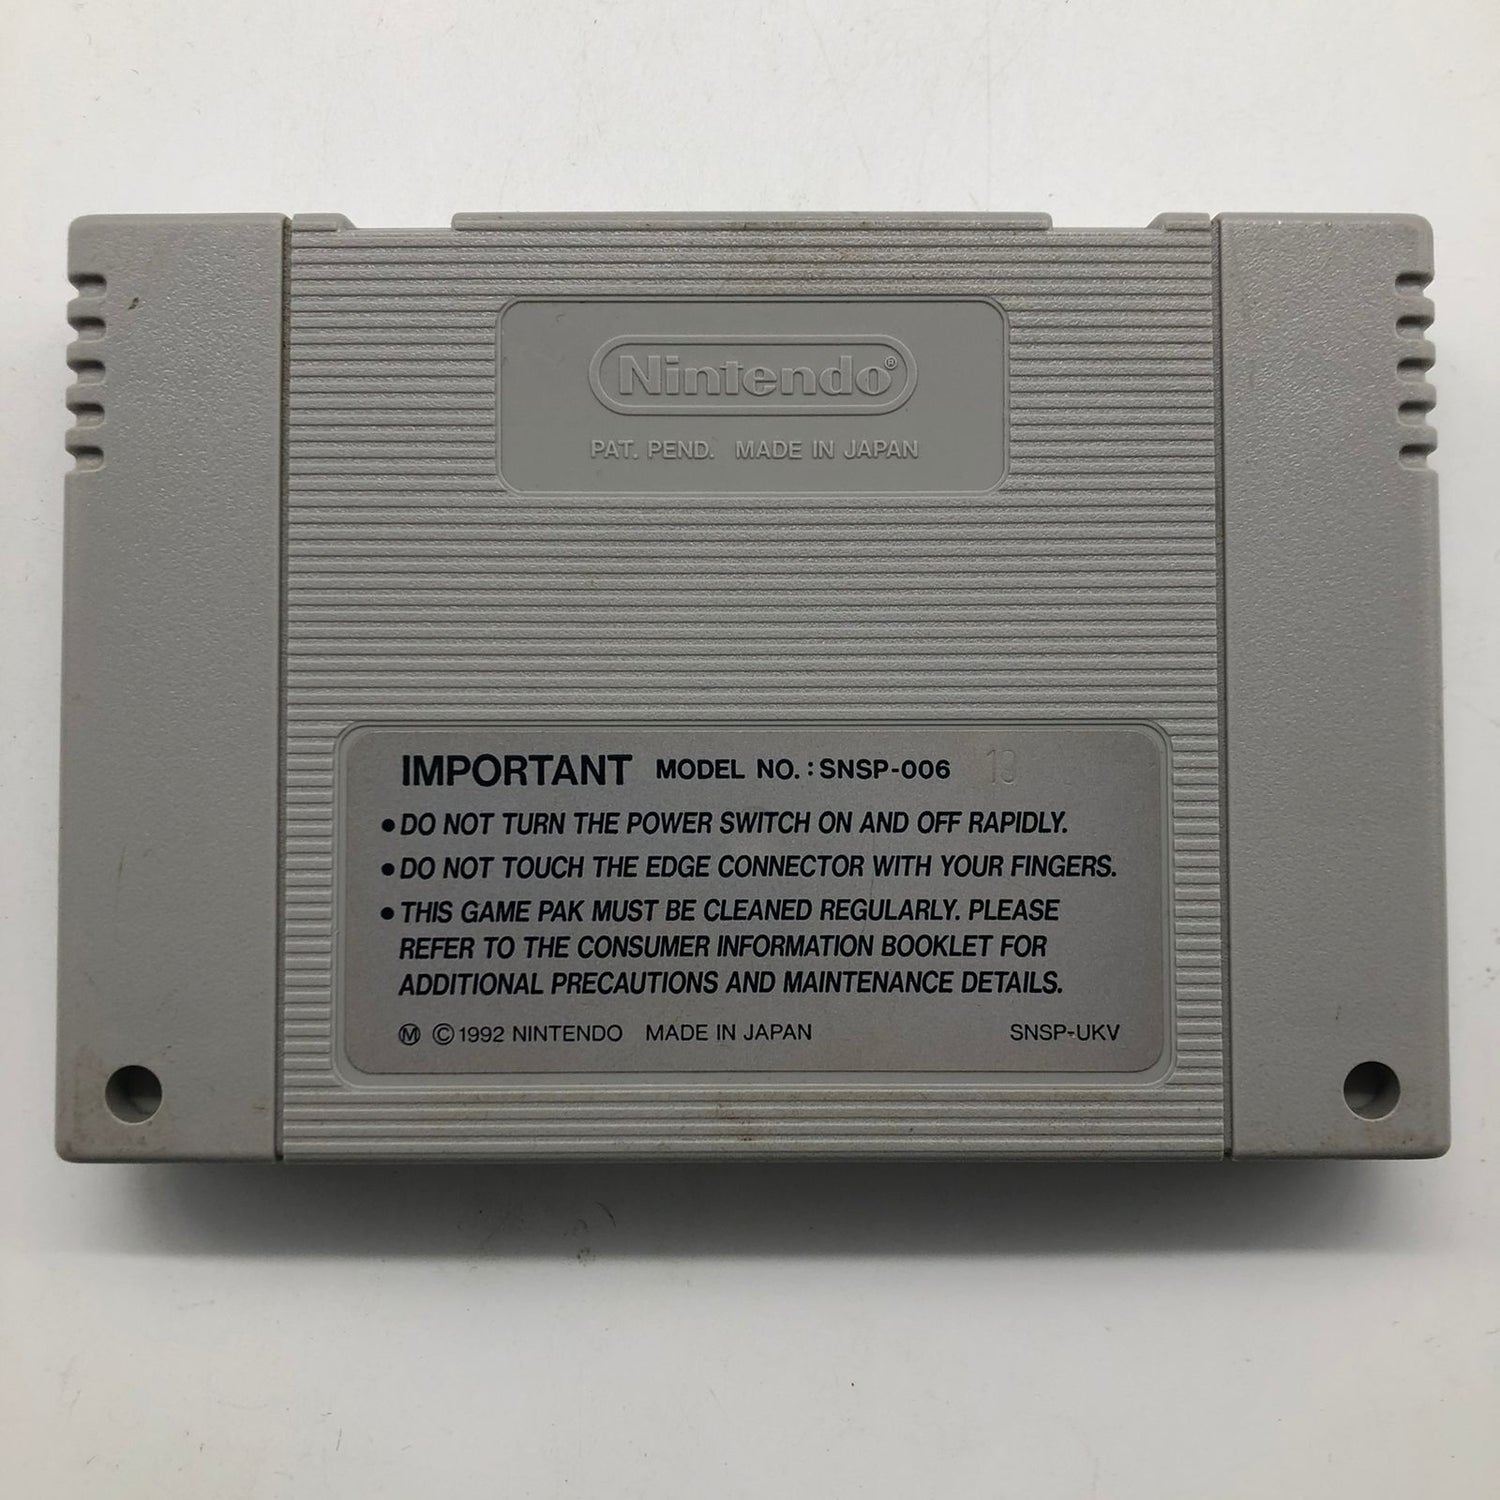 Nintendo®
PAT. PEND. MADE IN JAPAN
IMPORTANT MODEL NO.: SNSP-006 13
● DO NOT TURN THE POWER SWITCH ON AND OFF RAPIDLY.
● DO NOT TOUCH THE EDGE CONNECTOR WITH YOUR FINGERS.
● THIS GAME PAK MUST BE CLEANED REGULARLY. PLEASE
REFER TO THE CONSUMER INFORMATION BOOKLET FOR
ADDITIONAL PRECAUTIONS AND MAINTENANCE DETAILS.
Ⓜ ©1992 NINTENDO MADE IN JAPAN SNSP-UKV